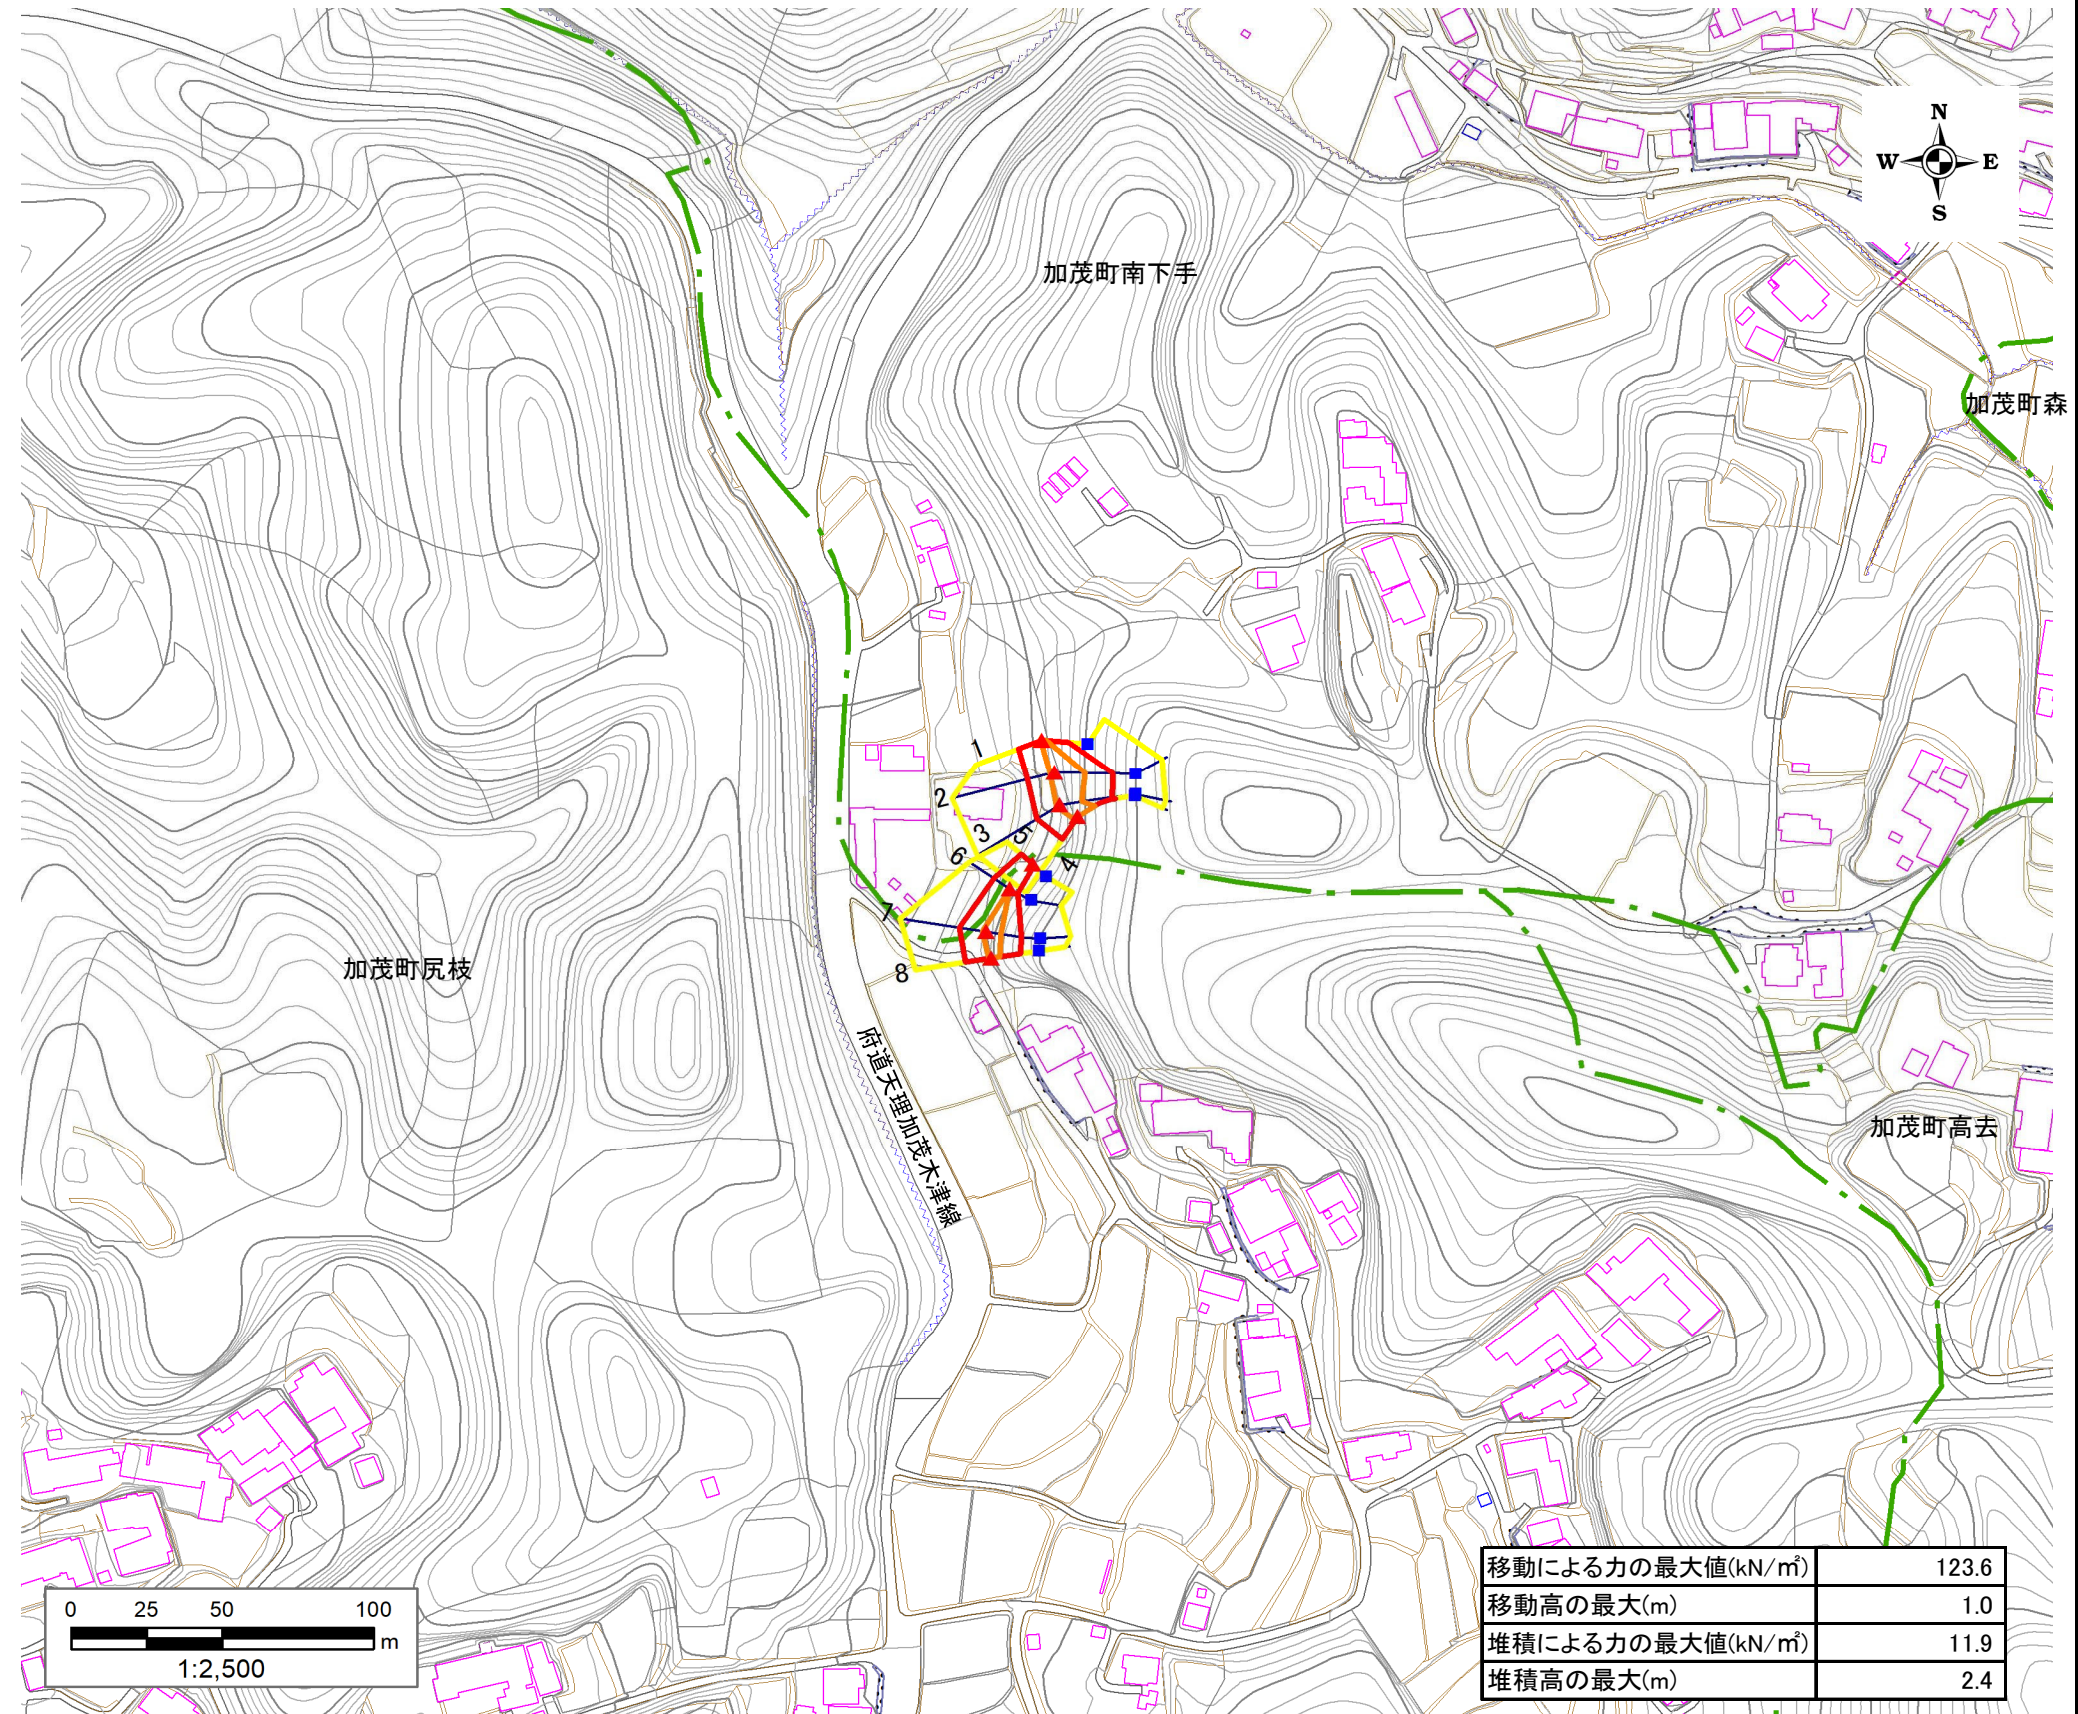 N
W E
S
加茂町南下手
加茂町森
1
2
3
5
6
4
7
8
加茂町尻枝
府道天理加茂木津線
加茂町高去
移動による力の最大値(kN/㎡) 123.6
移動高の最大(m) 1.0
堆積による力の最大値(kN/㎡) 11.9
堆積高の最大(m) 2.4
0 25 50 100
m
1:2,500